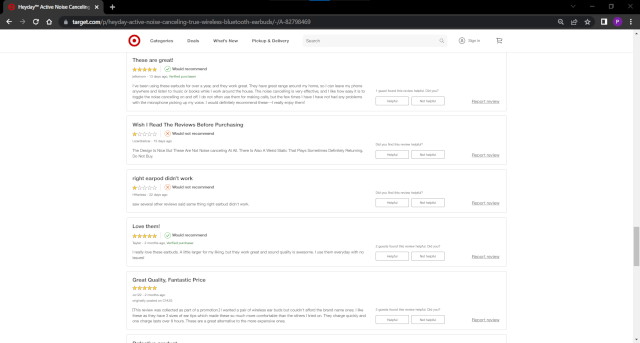 Heyday™ Active Noise Canceling
target.com/p/heyday-active-noise-canceling-true-wireless-bluetooth-earbuds/-/A-82798469
Categories Deals What's New Pickup & Delivery Search Sign in
These are great!
Would recommend
13 days ago, Verified purchaser
I've been using these earbuds for over a year and they work great. They have good range around my home, so I can leave my phone
anywhere and listen to music or books while I work around the house. The noise canceling is very effective, and I like how easy it is to
toggle the noise cancelling on and off. I do not often use them for making calls, but the few times I have I have not had any problems
with the microphone picking up my voice. I would definitely recommend these- I really enjoy them!
1 guest found this review helpful. Did you?
Helpful Not helpful Report review
Wish I Read The Reviews Before Purchasing
Would not recommend
15 days ago
The Design Is Nice But These Are Not Noise canceling At All. There Is Also A Weird Static That Plays Sometimes Definitely Returning,
Do Not Buy.
Did you find this review helpful?
Helpful Not helpful Report review
right earpod didn't work
Would not recommend
22 days ago
saw several other reviews said same thing right earbud didn't work.
Did you find this review helpful?
Helpful Not helpful Report review
Love them!
Would recommend
Taylor - 2 months ago, Verified purchaser
I really love these earbuds. A little larger for my liking, but they work great and sound quality is awesome. I use them everyday with no
issues!
2 guests found this review helpful. Did you?
Helpful Not helpful Report review
Great Quality, Fantastic Price
2 months ago
originally posted on
[This review was collected as part of a promotion.] I wanted a pair of wireless ear buds but couldn't afford the brand name ones. I like
these as they have 3 sizes of ear tips which made these so much more comfortable than the others I tried on. They charge quickly and
one charge lasts over 5 hours. These are a great alternative to the more expensive ones.
2 guests found this review helpful. Did you?
Helpful Not helpful Report review